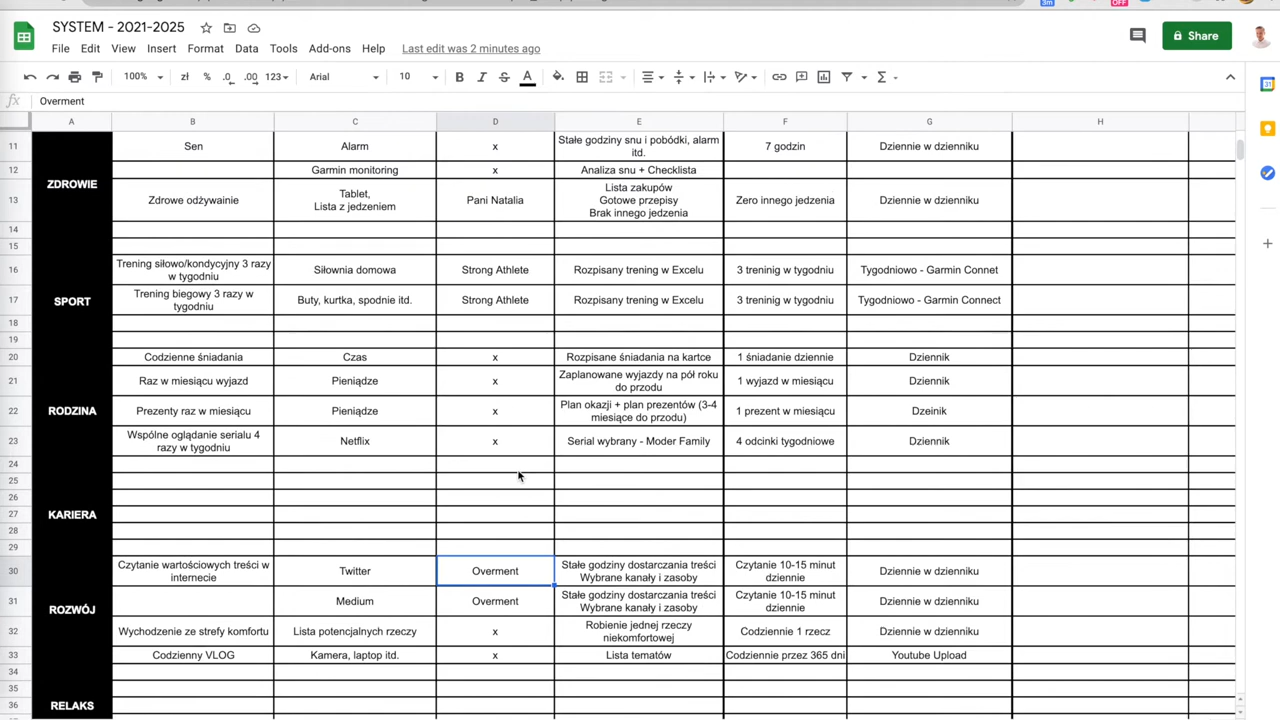 SYSTEM - 2021-2025
File Edit View Insert Format Data Tools Add-ons Help Last edit was 2 minutes ago
Share
100% zł % .0 .00 123 Arial 10 B I S A
fx Overment
A B C D E F G H
11 Sen Alarm x Stałe godziny snu i pobódki, alarm itd. 7 godzin Dziennie w dzienniku
12 Garmin monitoring x Analiza snu + Checklista
ZDROWIE
13 Zdrowe odżywainie Tablet, Lista z jedzeniem Pani Natalia Lista zakupów Gotowe przepisy Brak innego jedzenia Zero innego jedzenia Dziennie w dzienniku
14
15
16 Trening siłowo/kondycyjny 3 razy w tygodniu Siłownia domowa Strong Athlete Rozpisany trening w Excelu 3 treninig w tygodniu Tygodniowo - Garmin Connet
SPORT
17 Trening biegowy 3 razy w tygodniu Buty, kurtka, spodnie itd. Strong Athlete Rozpisany trening w Excelu 3 treninig w tygodniu Tygodniowo - Garmin Connect
18
19
20 Codzienne śniadania Czas x Rozpisane śniadania na kartce 1 śniadanie dziennie Dziennik
21 Raz w miesiącu wyjazd Pieniądze x Zaplanowane wyjazdy na pół roku do przodu 1 wyjazd w miesiącu Dziennik
RODZINA
22 Prezenty raz w miesiącu Pieniądze x Plan okazji + plan prezentów (3-4 miesiące do przodu) 1 prezent w miesiącu Dzeinik
23 Wspólne oglądanie serialu 4 razy w tygodniu Netflix x Serial wybrany - Moder Family 4 odcinki tygodniowe Dziennik
24
25
26
27 KARIERA
28
29
30 Czytanie wartościowych treści w internecie Twitter Overment Stałe godziny dostarczania treści Wybrane kanały i zasoby Czytanie 10-15 minut dziennie Dziennie w dzienniku
31 Medium Overment Stałe godziny dostarczania treści Wybrane kanały i zasoby Czytanie 10-15 minut dziennie Dziennie w dzienniku
ROZWÓJ
32 Wychodzenie ze strefy komfortu Lista potencjalnych rzeczy x Robienie jednej rzeczy niekomfortowej Codziennie 1 rzecz Dziennie w dzienniku
33 Codzienny VLOG Kamera, laptop itd. x Lista tematów Codziennie przez 365 dni Youtube Upload
34
35
36 RELAKS